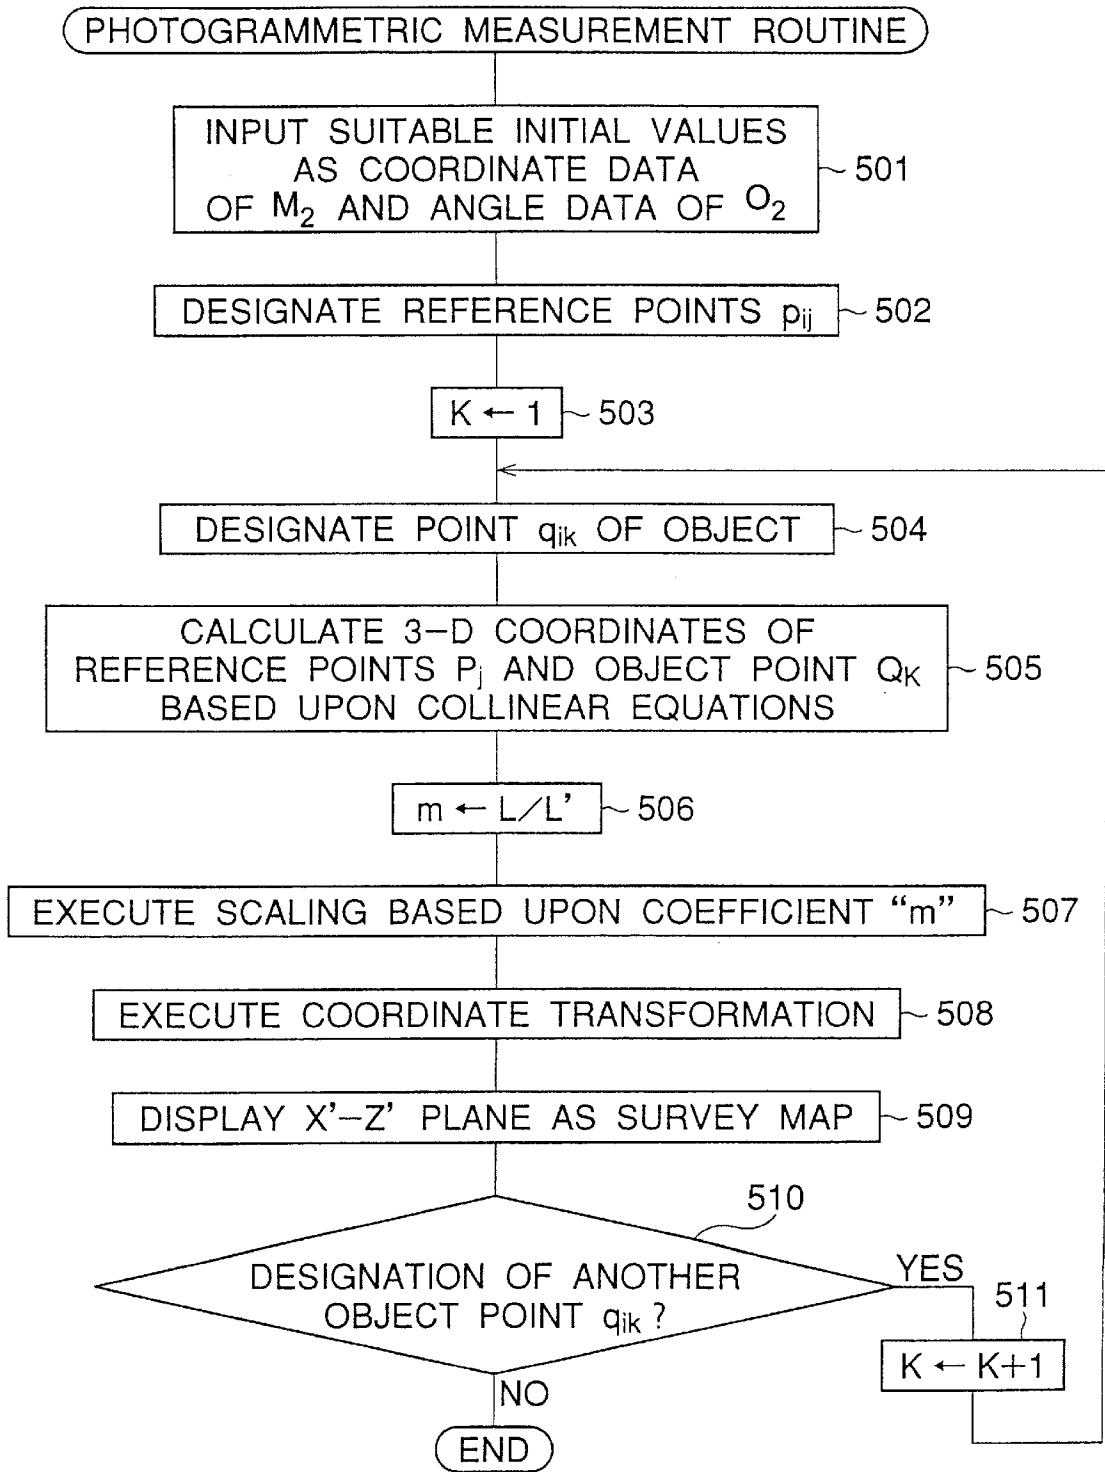 PHOTOGRAMMETRIC MEASUREMENT ROUTINE
INPUT SUITABLE INITIAL VALUES
AS COORDINATE DATA
OF M₂ AND ANGLE DATA OF O₂
501
DESIGNATE REFERENCE POINTS pᵢⱼ
502
K ← 1
503
DESIGNATE POINT qᵢₖ OF OBJECT
504
CALCULATE 3-D COORDINATES OF
REFERENCE POINTS Pⱼ AND OBJECT POINT Qₖ
BASED UPON COLLINEAR EQUATIONS
505
m ← L/L'
506
EXECUTE SCALING BASED UPON COEFFICIENT “m”
507
EXECUTE COORDINATE TRANSFORMATION
508
DISPLAY X'-Z' PLANE AS SURVEY MAP
509
510
DESIGNATION OF ANOTHER
OBJECT POINT qᵢₖ ?
YES
511
K ← K+1
NO
END